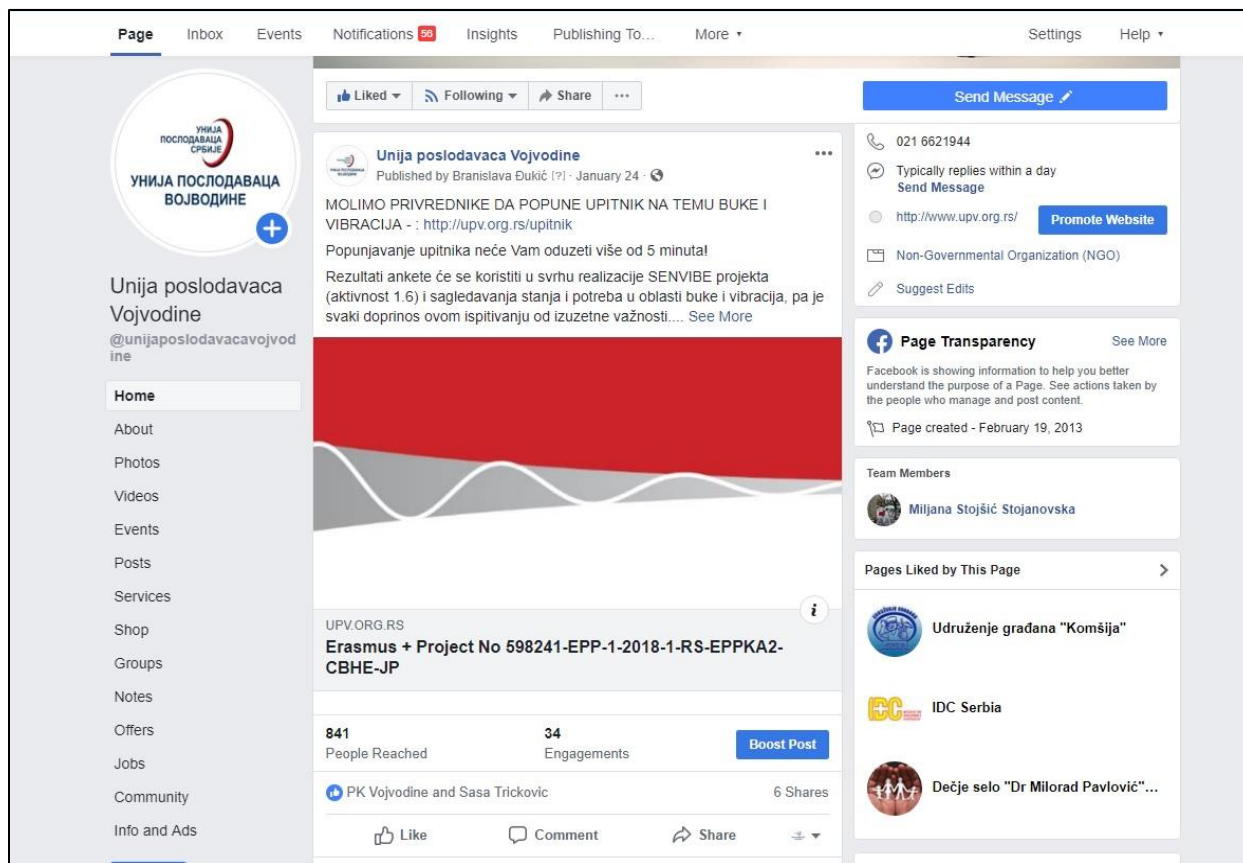 Page Inbox Events Notifications 56 Insights Publishing To... More Settings Help
УНИЈА
ПОСЛОДАВАЦА
СРБИЈЕ
УНИЈА ПОСЛОДАВАЦА
ВОЈВОДИНЕ
Unija poslodavaca
Vojvodine
@unijaposlodavacavojvod
ine
Home
About
Photos
Videos
Events
Posts
Services
Shop
Groups
Notes
Offers
Jobs
Community
Info and Ads
Liked Following Share ...
Unija poslodavaca Vojvodine
Published by Branislava Đukić [?] · January 24 ·
MOLIMO PRIVREDNIKE DA POPUNE UPITNIK NA TEMU BUKE I
VIBRACIJA - : http://upv.org.rs/upitnik
Popunjavanje upitnika neće Vam oduzeti više od 5 minuta!
Rezultati ankete će se koristiti u svrhu realizacije SENVIBE projekta
(aktivnost 1.6) i sagledavanja stanja i potreba u oblasti buke i vibracija, pa je
svaki doprinos ovom ispitivanju od izuzetne važnosti.... See More
UPV.ORG.RS
Erasmus + Project No 598241-EPP-1-2018-1-RS-EPPKA2-
CBHE-JP
841 34
People Reached Engagements
Boost Post
PK Vojvodine and Sasa Trickovic 6 Shares
Like Comment Share
Send Message
021 6621944
Typically replies within a day
Send Message
http://www.upv.org.rs/ Promote Website
Non-Governmental Organization (NGO)
Suggest Edits
Page Transparency See More
Facebook is showing information to help you better
understand the purpose of a Page. See actions taken by
the people who manage and post content.
Page created - February 19, 2013
Team Members
Miljana Stojšić Stojanovska
Pages Liked by This Page
Udruženje građana "Komšija"
IDC
IDC Serbia
Dečje selo "Dr Milorad Pavlović"...